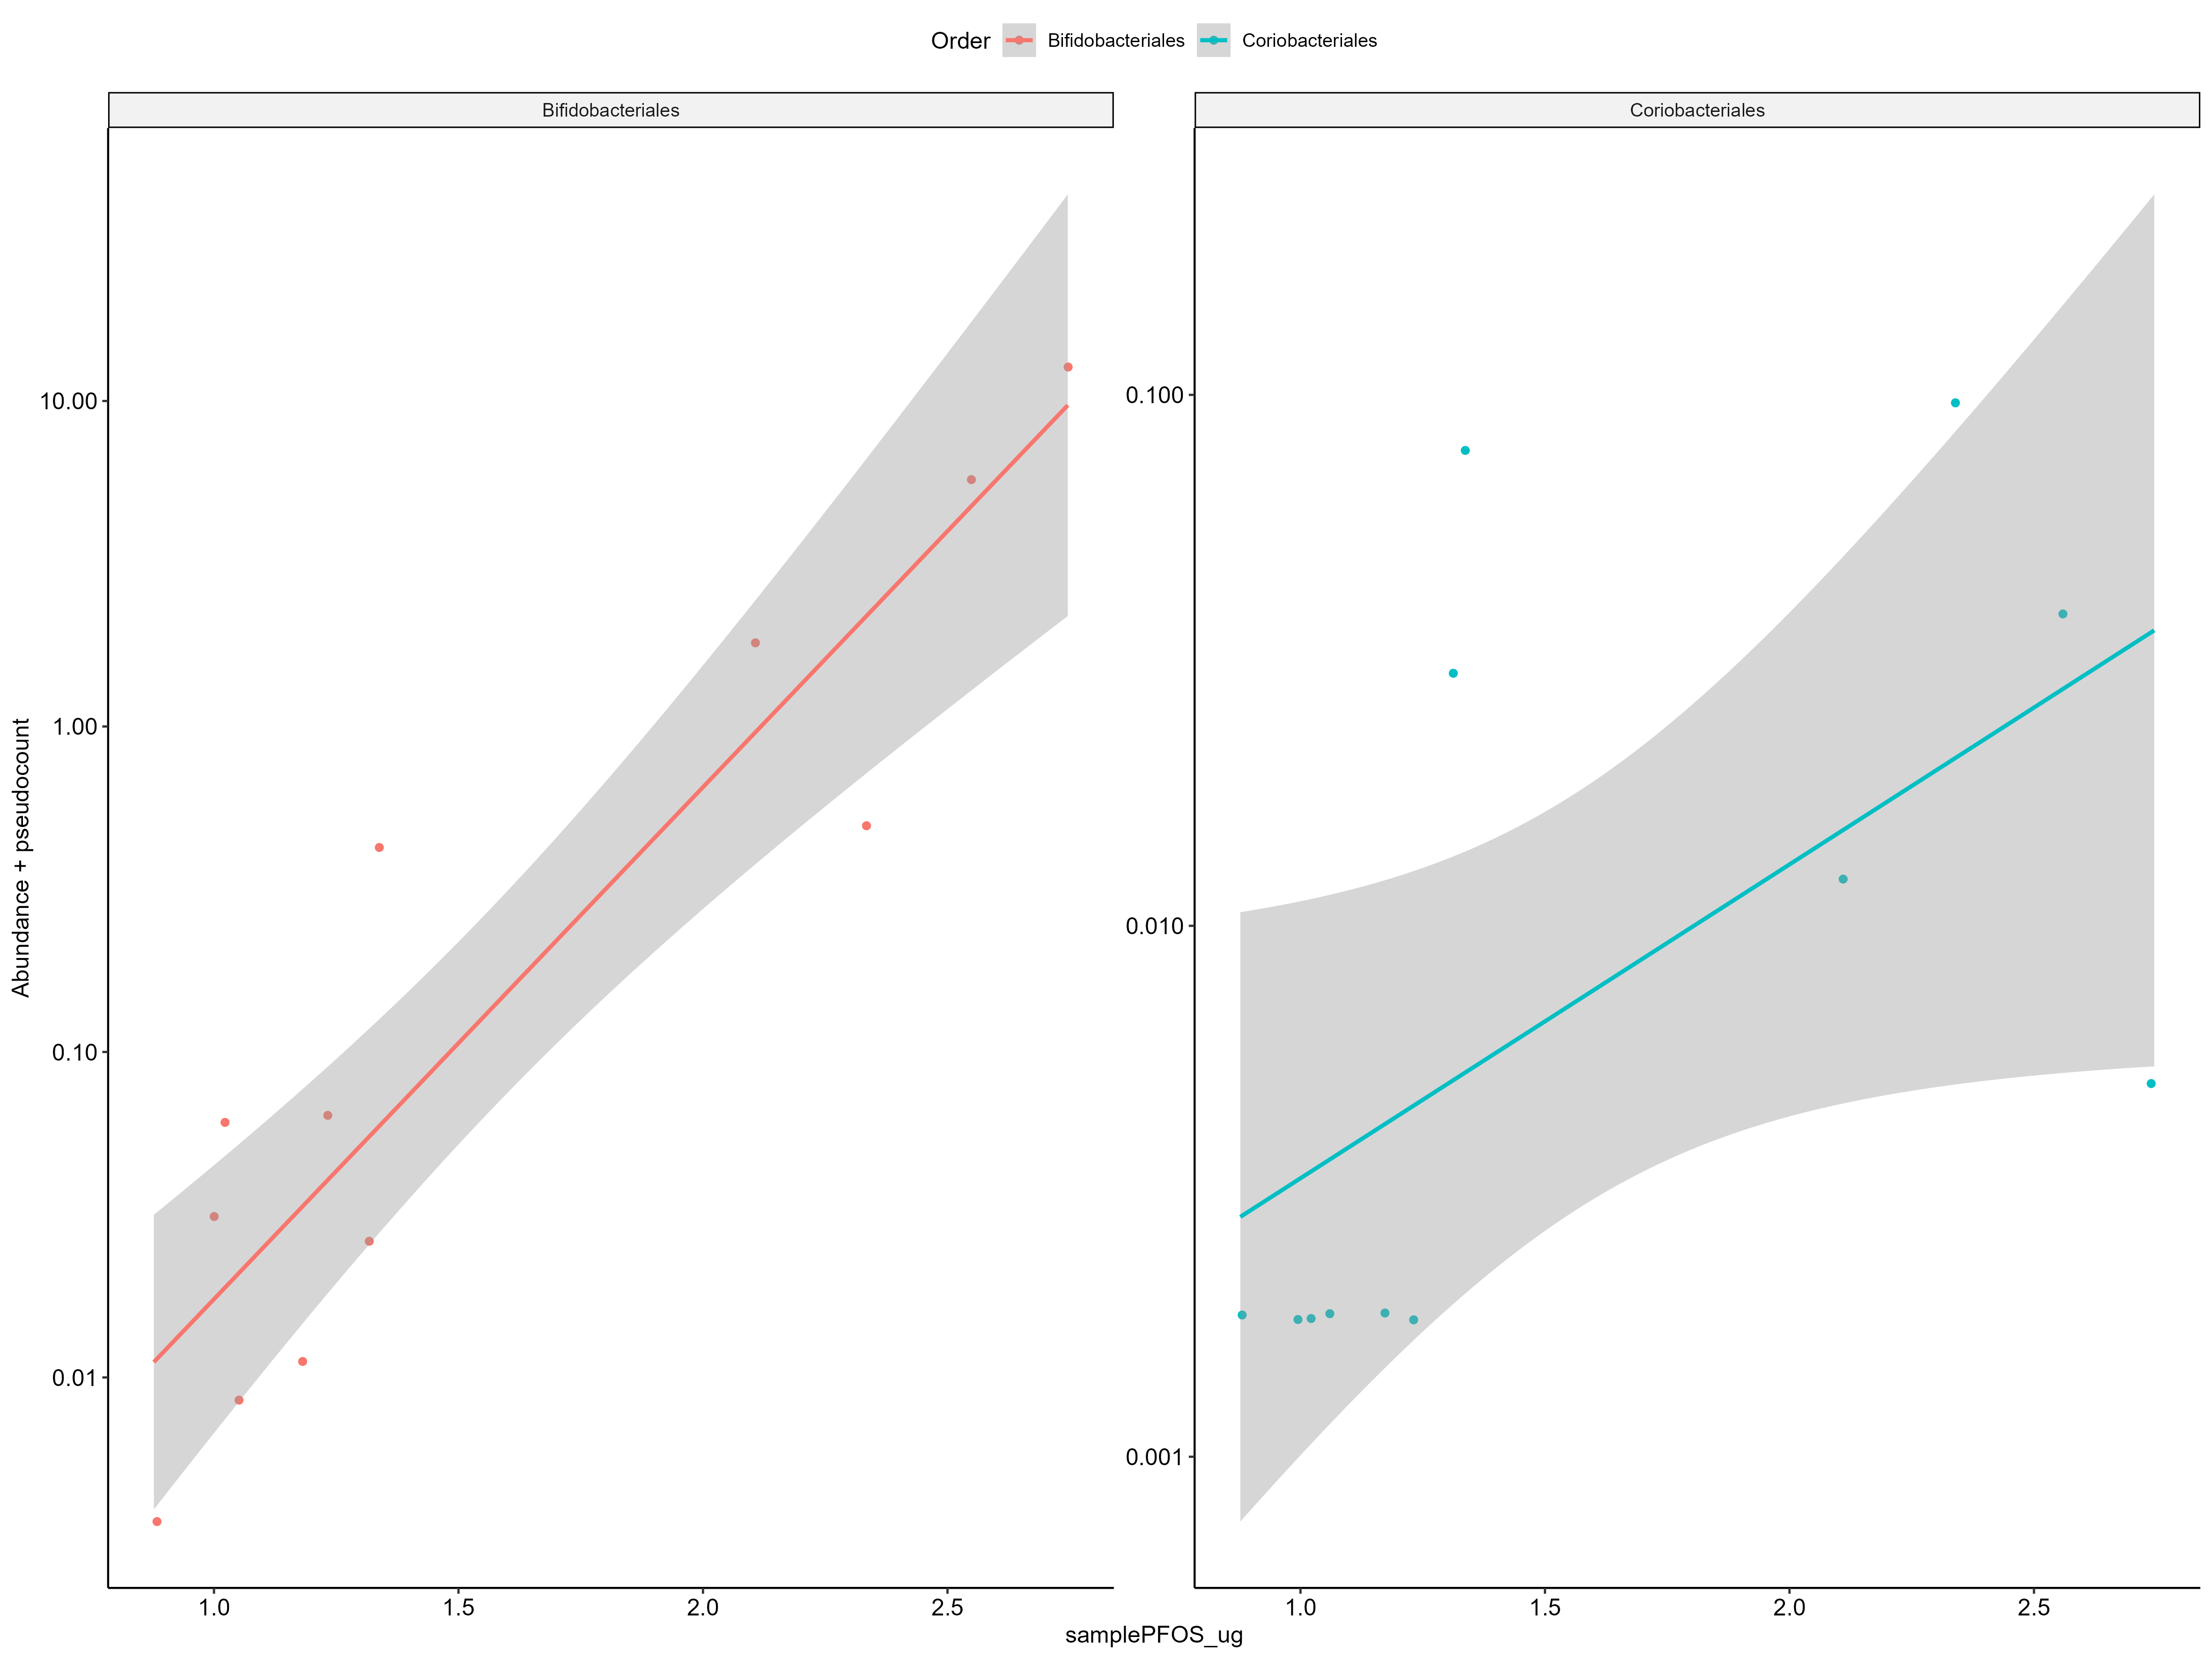 Order Bifidobacteriales Coriobacteriales
Bifidobacteriales Coriobacteriales
Abundance + pseudocount
10.00
1.00
0.10
0.01
0.100
0.010
0.001
1.0 1.5 2.0 2.5 1.0 1.5 2.0 2.5
samplePFOS_ug